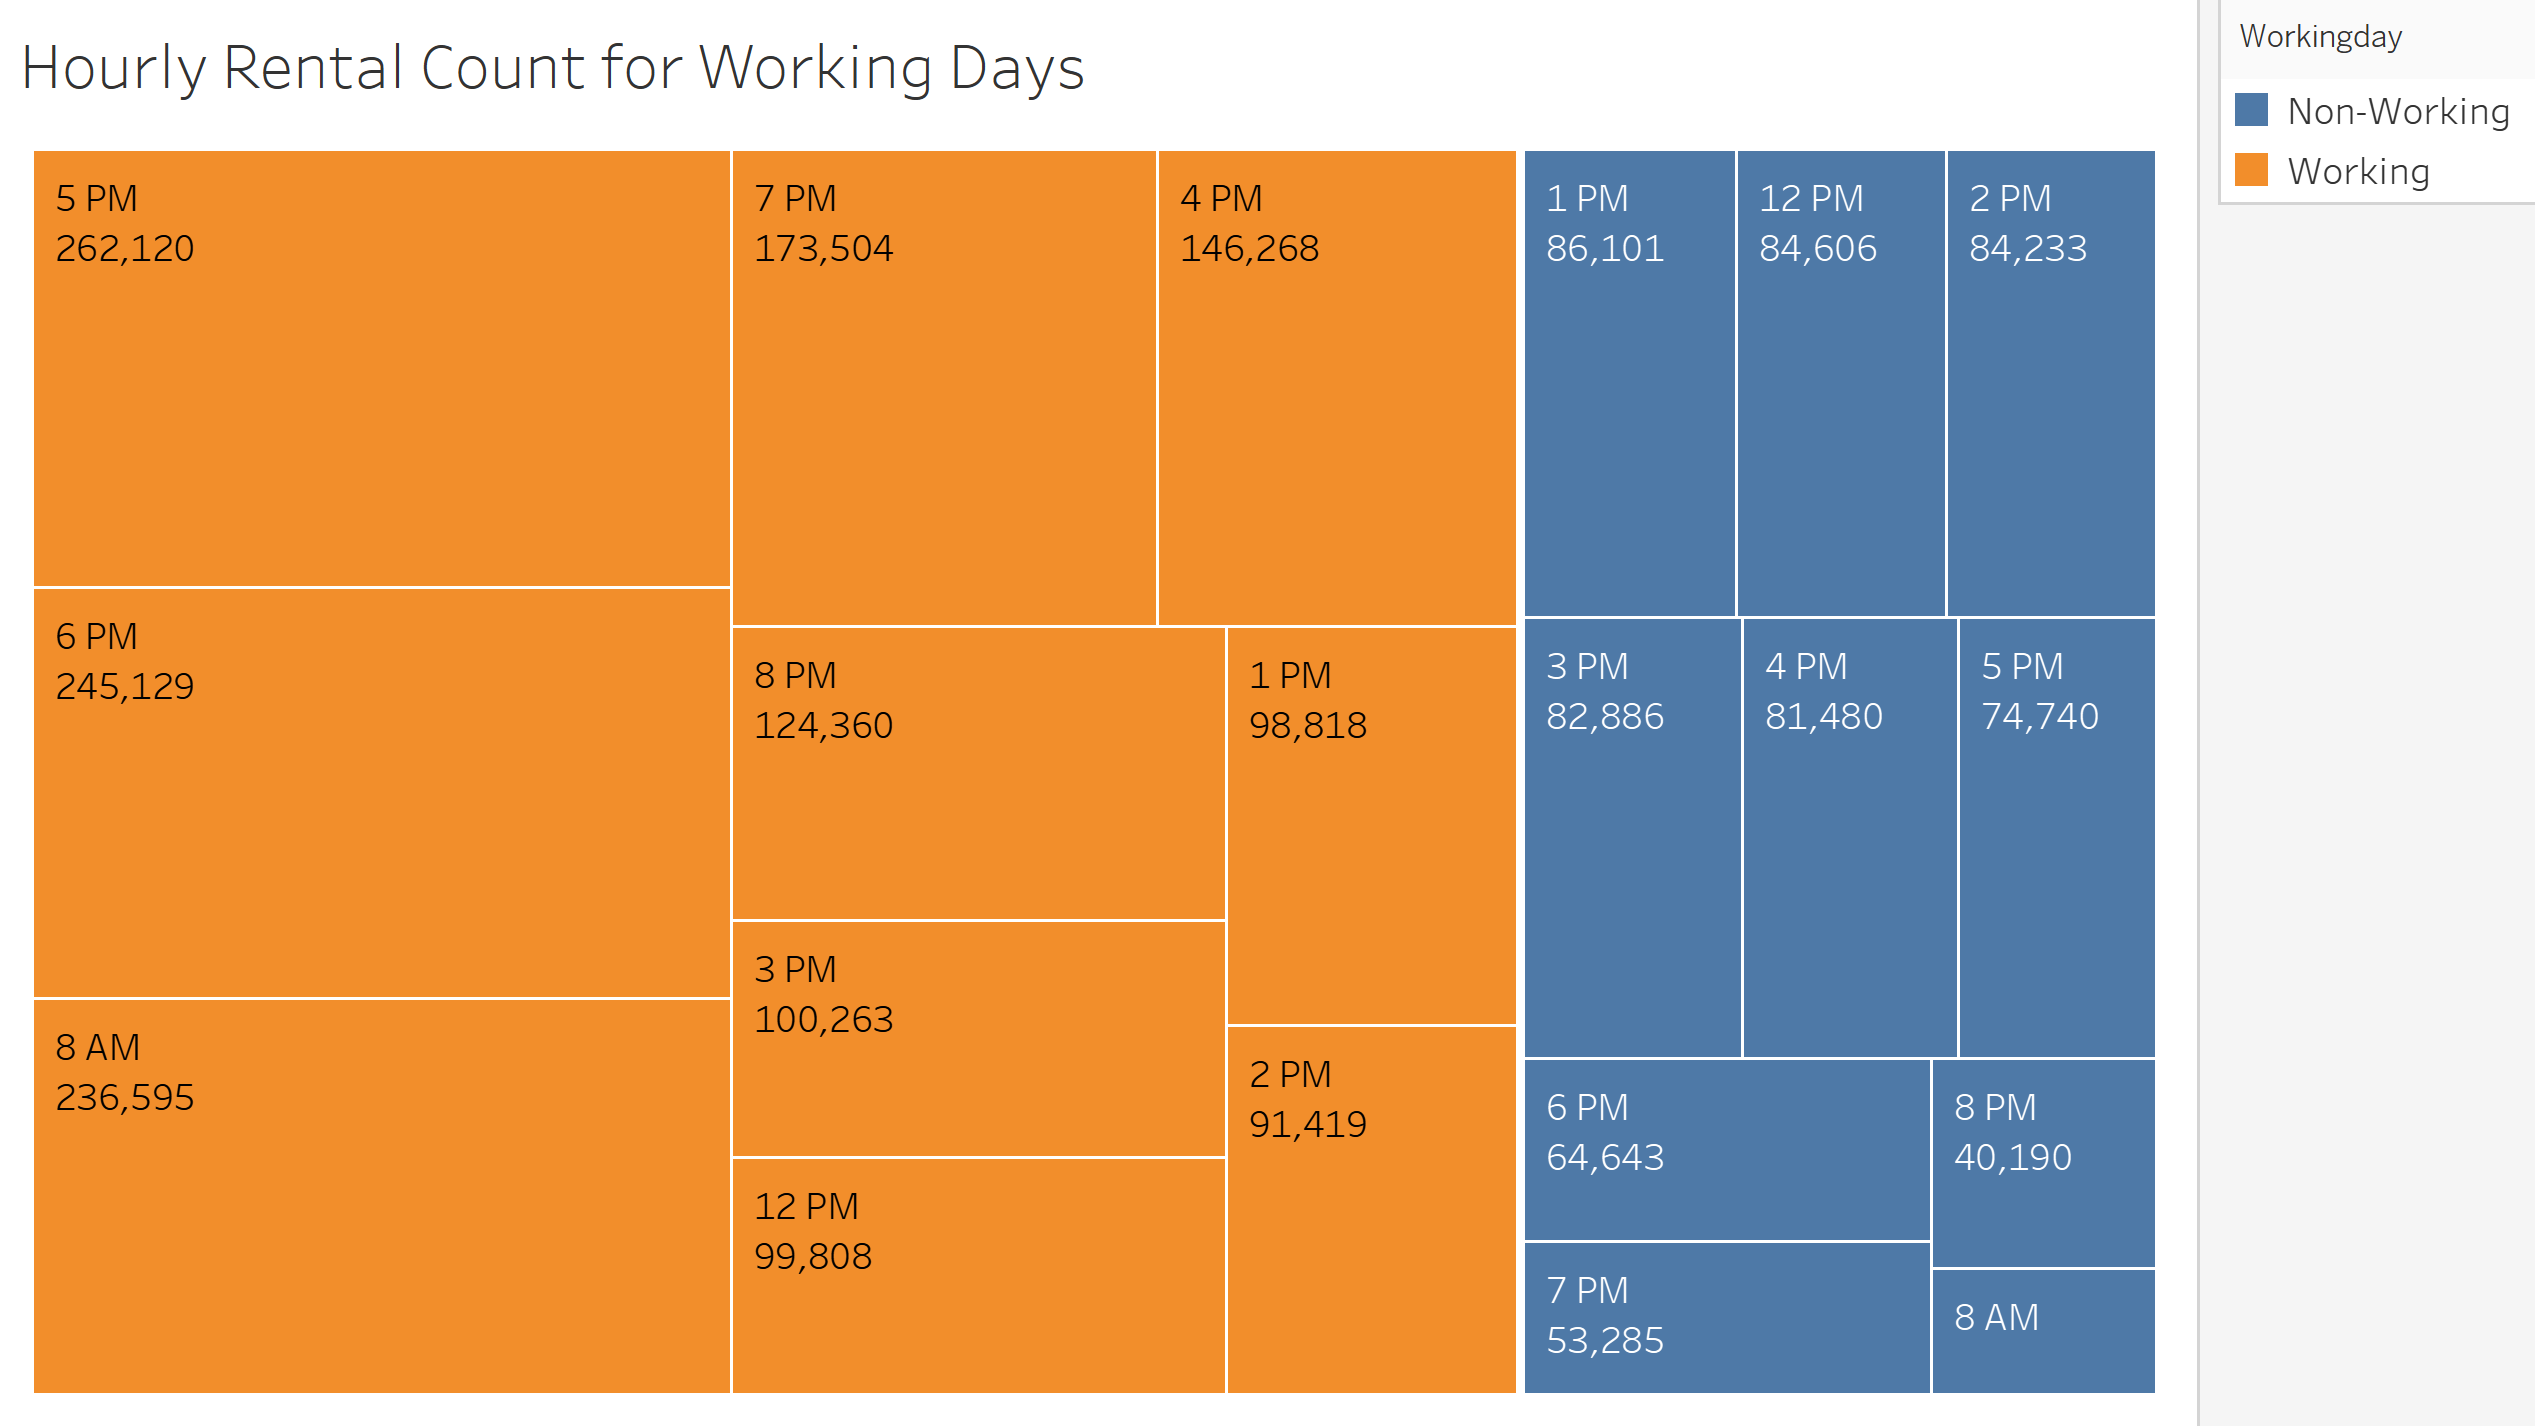 Hourly Rental Count for Working Days
5 PM
262,120
6 PM
245,129
8 AM
236,595
7 PM
173,504
4 PM
146,268
8 PM
124,360
3 PM
100,263
12 PM
99,808
1 PM
98,818
2 PM
91,419
1 PM
86,101
12 PM
84,606
2 PM
84,233
3 PM
82,886
4 PM
81,480
5 PM
74,740
6 PM
64,643
7 PM
53,285
8 PM
40,190
8 AM
Workingday
Non-Working
Working